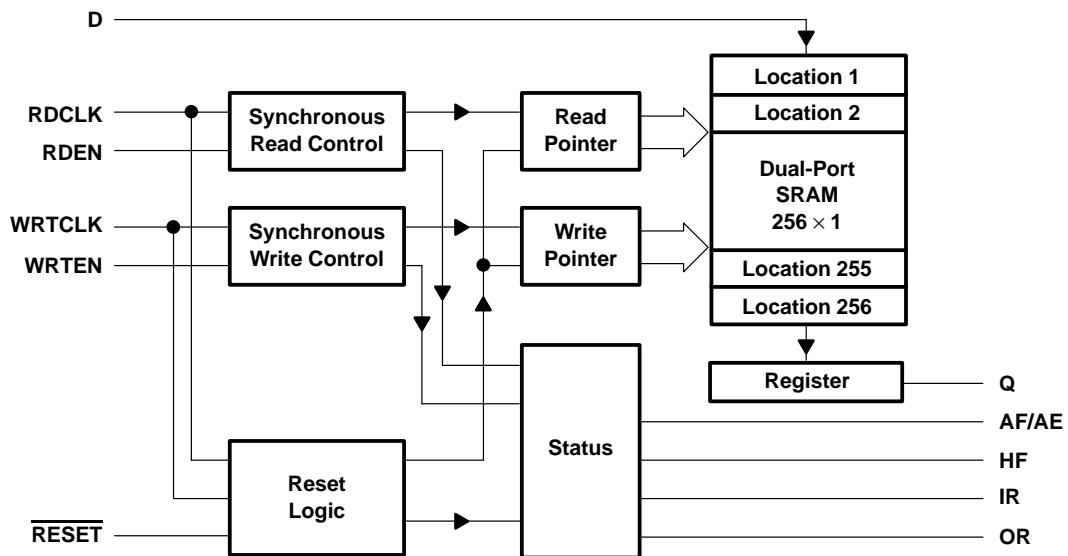 D
Location 1
RDCLK
Synchronous
Read Control
Read
Pointer
Location 2
RDEN
Dual-Port
SRAM
256 × 1
WRTCLK
Synchronous
Write Control
Write
Pointer
WRTEN
Location 255
Location 256
Register
Q
AF/AE
Status
HF
Reset
Logic
IR
RESET
OR